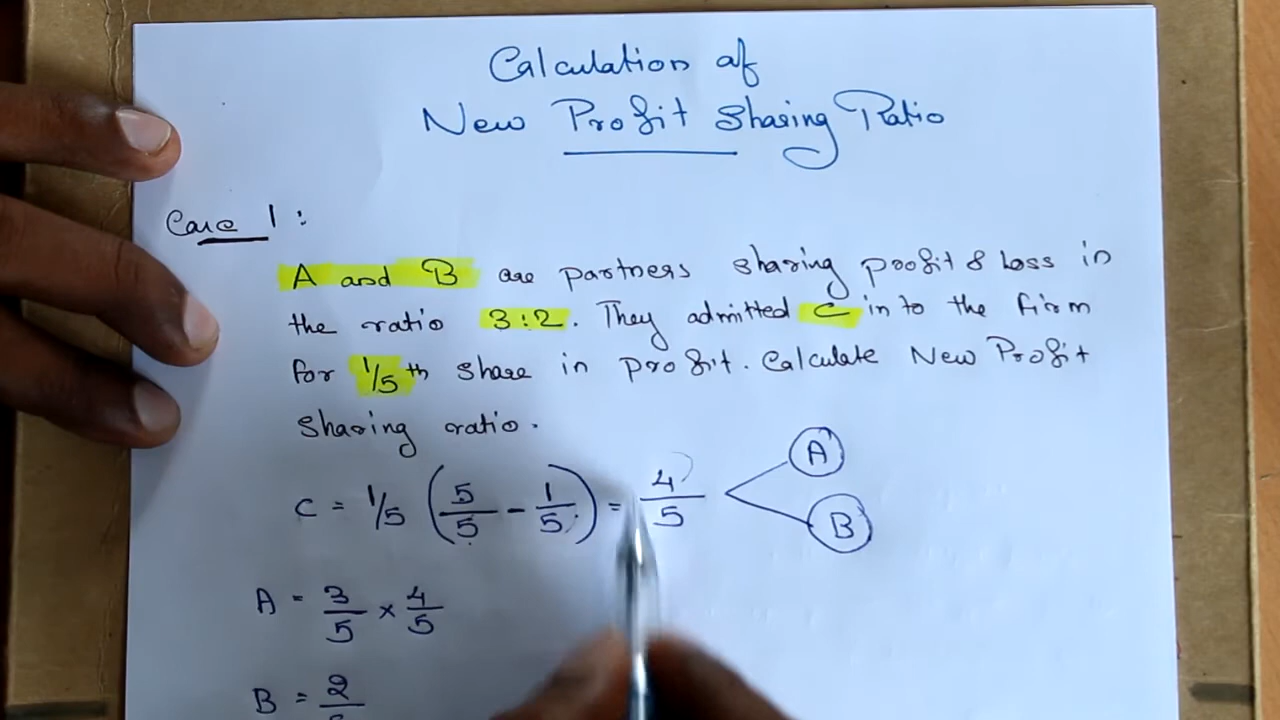 Calculation of
New Profit Sharing Ratio
Case 1 :
A and B are partners sharing profit & Loss in
the ratio 3:2. They admitted C in to the firm
for 1/5th share in profit. Calculate New Profit
sharing ratio.
C = 1/5 (5/5 - 1/5) = 4/5 A
B
A = 3/5 × 4/5
B = 2